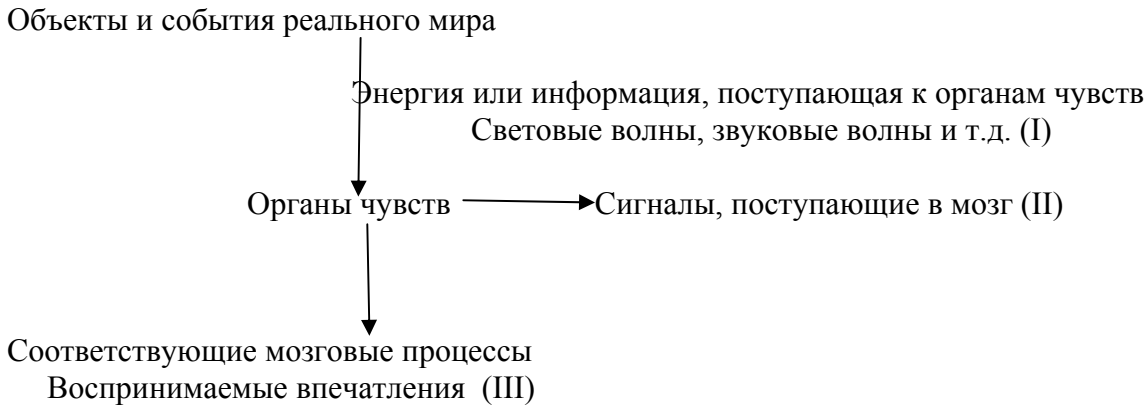 Объекты и события реального мира
Энергия или информация, поступающая к органам чувств
Световые волны, звуковые волны и т.д. (I)
Органы чувств
Сигналы, поступающие в мозг (II)
Соответствующие мозговые процессы
Воспринимаемые впечатления (III)